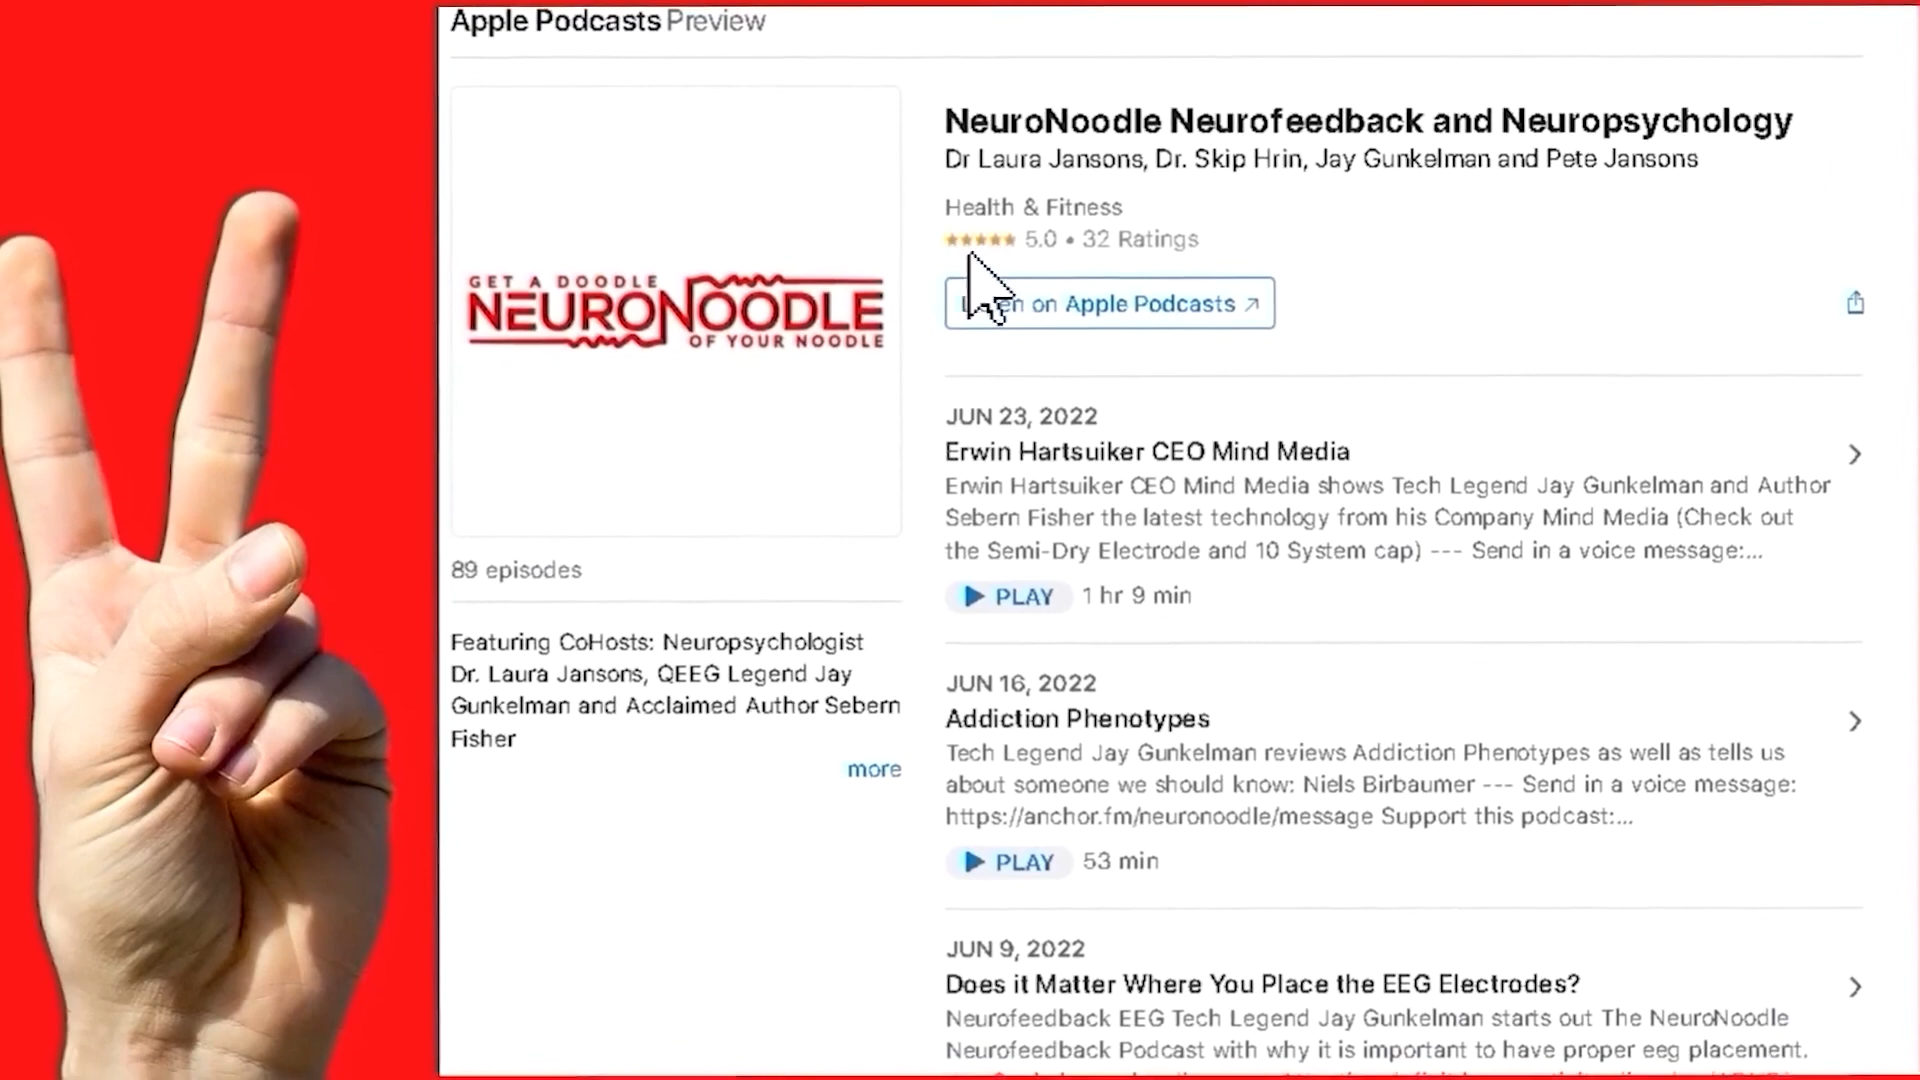 Apple Podcasts Preview
GET A DOODLE
NEURONOODLE
OF YOUR NOODLE
89 episodes
Featuring CoHosts: Neuropsychologist
Dr. Laura Jansons, QEEG Legend Jay
Gunkelman and Acclaimed Author Sebern
Fisher
more
NeuroNoodle Neurofeedback and Neuropsychology
Dr Laura Jansons, Dr. Skip Hrin, Jay Gunkelman and Pete Jansons
Health & Fitness
★★★★★ 5.0 • 32 Ratings
Listen on Apple Podcasts ↗
JUN 23, 2022
Erwin Hartsuiker CEO Mind Media
Erwin Hartsuiker CEO Mind Media shows Tech Legend Jay Gunkelman and Author
Sebern Fisher the latest technology from his Company Mind Media (Check out
the Semi-Dry Electrode and 10 System cap) --- Send in a voice message:...
PLAY 1 hr 9 min
JUN 16, 2022
Addiction Phenotypes
Tech Legend Jay Gunkelman reviews Addiction Phenotypes as well as tells us
about someone we should know: Niels Birbaumer --- Send in a voice message:
https://anchor.fm/neuronoodle/message Support this podcast:...
PLAY 53 min
JUN 9, 2022
Does it Matter Where You Place the EEG Electrodes?
Neurofeedback EEG Tech Legend Jay Gunkelman starts out The NeuroNoodle
Neurofeedback Podcast with why it is important to have proper eeg placement.